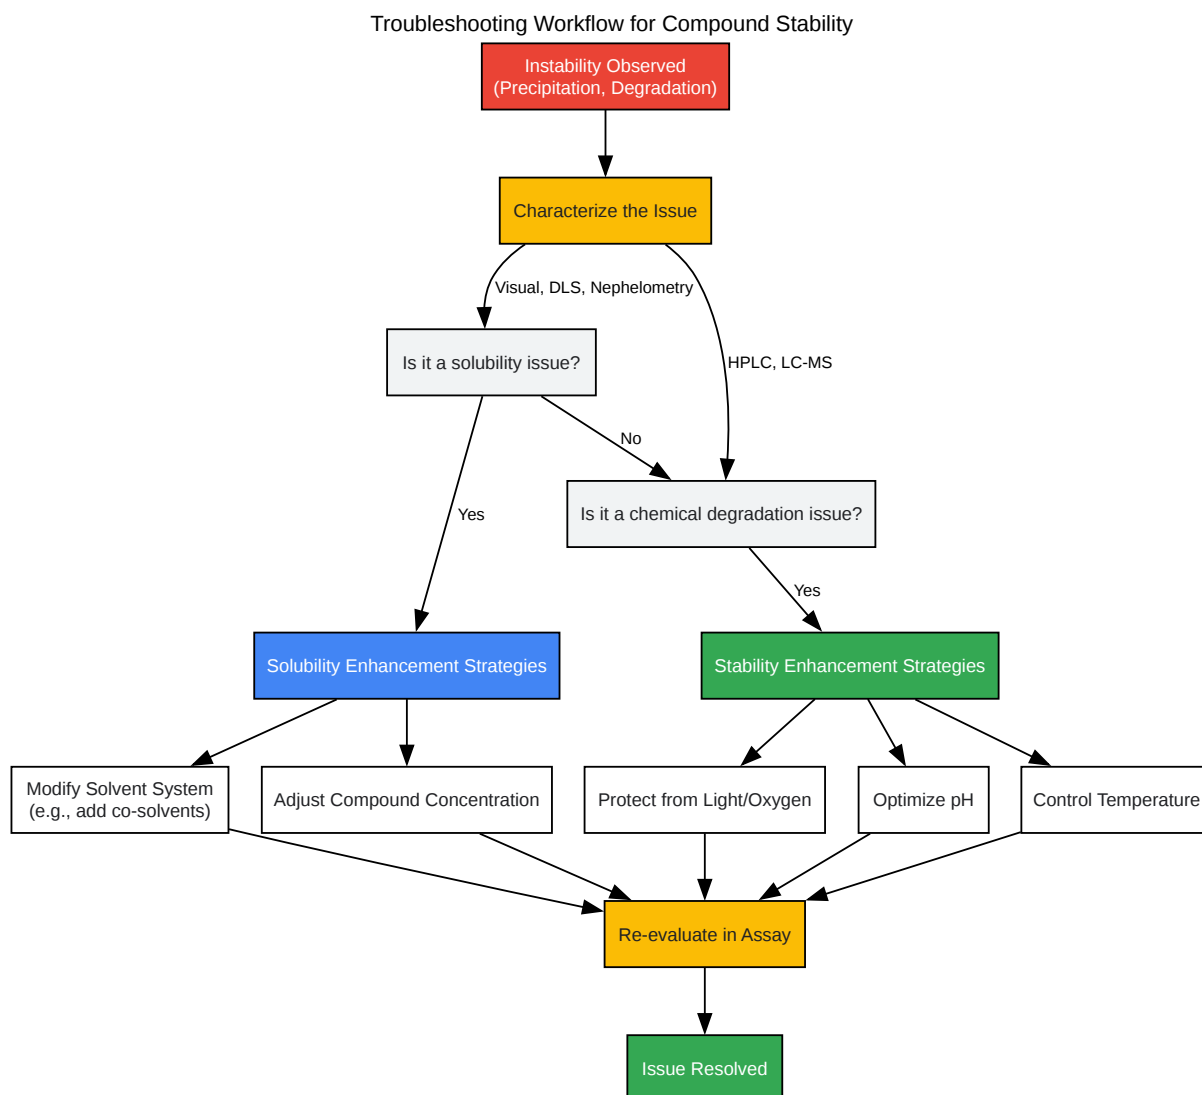 Troubleshooting Workflow for Compound Stability
Instability Observed
(Precipitation, Degradation)
Characterize the Issue
Visual, DLS, Nephelometry
Is it a solubility issue?
HPLC, LC-MS
No
Is it a chemical degradation issue?
Yes
Yes
Solubility Enhancement Strategies
Stability Enhancement Strategies
Modify Solvent System
(e.g., add co-solvents)
Adjust Compound Concentration
Protect from Light/Oxygen
Optimize pH
Control Temperature
Re-evaluate in Assay
Issue Resolved